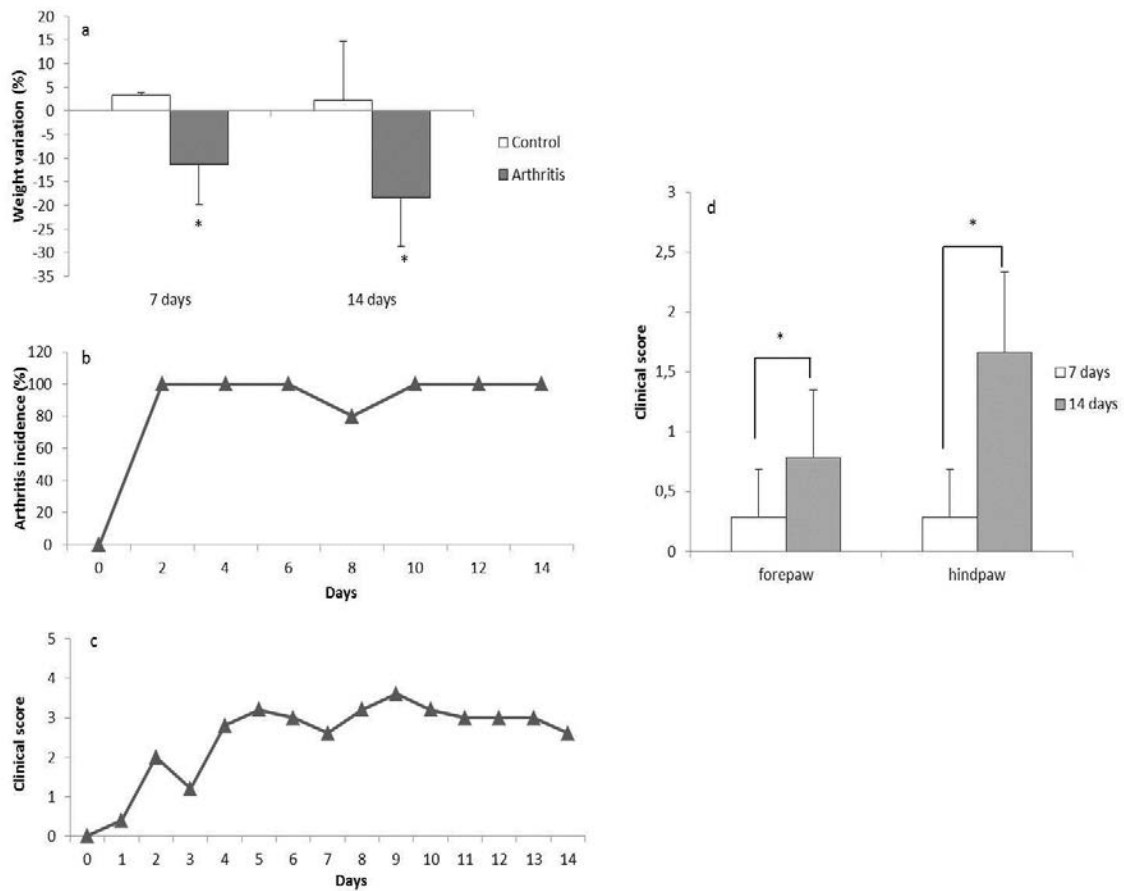 a
Weight variation (%)
20
15
10
5
0
-5
-10
-15
-20
-25
-30
-35
*
*
7 days
14 days
Control
Arthritis
b
Arthritis incidence (%)
120
100
80
60
40
20
0
0 2 4 6 8 10 12 14
Days
c
Clinical score
5
4
3
2
1
0
0 1 2 3 4 5 6 7 8 9 10 11 12 13 14
Days
d
Clinical score
3
2,5
2
1,5
1
0,5
0
*
*
forepaw
hindpaw
7 days
14 days